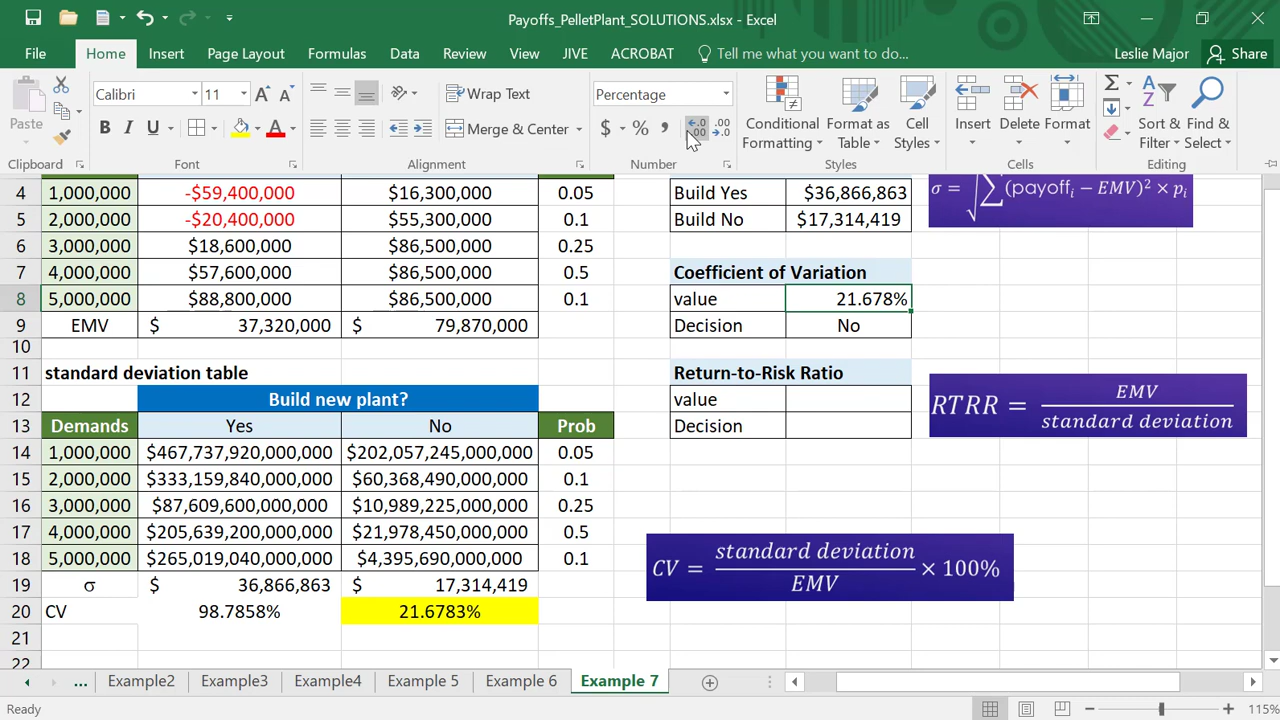 Payoffs_PelletPlant_SOLUTIONS.xlsx - Excel
File Home Insert Page Layout Formulas Data Review View JIVE ACROBAT Tell me what you want to do... Leslie Major Share
Paste Calibri 11 Wrap Text Percentage Conditional Formatting Format as Table Cell Styles Insert Delete Format Sort & Filter Find & Select
B I U Merge & Center $ % ,
Clipboard Font Alignment Number Styles Cells Editing
4 1,000,000 -$59,400,000 $16,300,000 0.05 Build Yes $36,866,863 σ = √∑(payoffᵢ − EMV)² × pᵢ
5 2,000,000 -$20,400,000 $55,300,000 0.1 Build No $17,314,419
6 3,000,000 $18,600,000 $86,500,000 0.25
7 4,000,000 $57,600,000 $86,500,000 0.5 Coefficient of Variation
8 5,000,000 $88,800,000 $86,500,000 0.1 value 21.678%
9 EMV $ 37,320,000 $ 79,870,000 Decision No
10
11 standard deviation table Return-to-Risk Ratio
12 Build new plant? value RTRR = EMV / standard deviation
13 Demands Yes No Prob Decision
14 1,000,000 $467,737,920,000,000 $202,057,245,000,000 0.05
15 2,000,000 $333,159,840,000,000 $60,368,490,000,000 0.1
16 3,000,000 $87,609,600,000,000 $10,989,225,000,000 0.25
17 4,000,000 $205,639,200,000,000 $21,978,450,000,000 0.5
18 5,000,000 $265,019,040,000,000 $4,395,690,000,000 0.1 CV = standard deviation / EMV × 100%
19 σ $ 36,866,863 $ 17,314,419
20 CV 98.7858% 21.6783%
21
22
... Example2 Example3 Example4 Example 5 Example 6 Example 7
Ready 115%